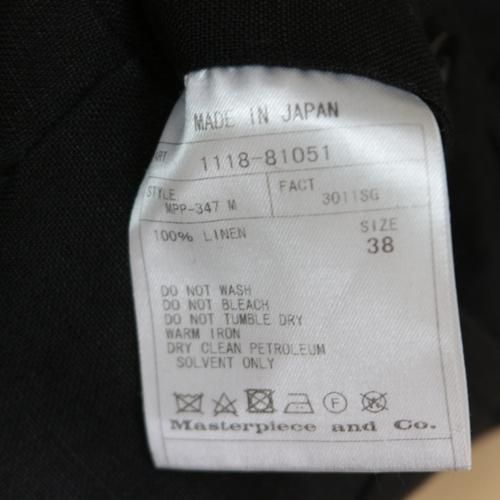 MADE IN JAPAN
ART 1118-81051
STYLE FACT
MPP-347 M 3011SG
100% LINEN SIZE
38
DO NOT WASH
DO NOT BLEACH
DO NOT TUMBLE DRY
WARM IRON
DRY CLEAN PETROLEUM
SOLVENT ONLY
F W
Masterpiece and Co.